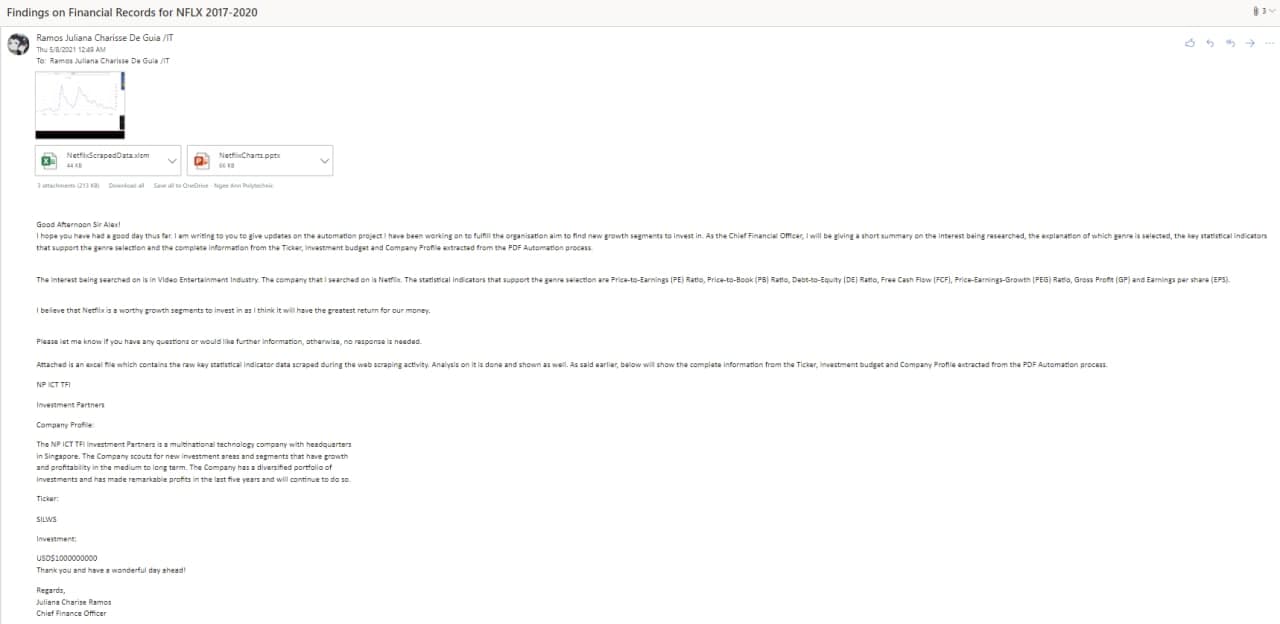 Findings on Financial Records for NFLX 2017-2020
3
Ramos Juliana Charisse De Guia /IT
Thu 5/8/2021 12:49 AM
To: Ramos Juliana Charisse De Guia /IT
NetflixScrapedData.xlsm
44 KB
NetflixCharts.pptx
66 KB
3 attachments (213 KB) Download all Save all to OneDrive - Ngee Ann Polytechnic
Good Afternoon Sir Alex!
I hope you have had a good day thus far. I am writing to you to give updates on the automation project I have been working on to fulfill the organisation aim to find new growth segments to invest in. As the Chief Financial Officer, I will be giving a short summary on the interest being researched, the explanation of which genre is selected, the key statistical indicators
that support the genre selection and the complete information from the Ticker, Investment budget and Company Profile extracted from the PDF Automation process.
The interest being searched on is in Video Entertainment Industry. The company that I searched on is Netflix. The statistical indicators that support the genre selection are Price-to-Earnings (PE) Ratio, Price-to-Book (PB) Ratio, Debt-to-Equity (DE) Ratio, Free Cash Flow (FCF), Price-Earnings-Growth (PEG) Ratio, Gross Profit (GP) and Earnings per share (EPS).
I believe that Netflix is a worthy growth segments to invest in as I think it will have the greatest return for our money.
Please let me know if you have any questions or would like further information, otherwise, no response is needed.
Attached is an excel file which contains the raw key statistical indicator data scraped during the web scraping activity. Analysis on it is done and shown as well. As said earlier, below will show the complete information from the Ticker, Investment budget and Company Profile extracted from the PDF Automation process.
NP ICT TFI
Investment Partners
Company Profile:
The NP ICT TFI Investment Partners is a multinational technology company with headquarters
in Singapore. The Company scouts for new investment areas and segments that have growth
and profitability in the medium to long term. The Company has a diversified portfolio of
investments and has made remarkable profits in the last five years and will continue to do so.
Ticker:
SILWS
Investment:
USD$1000000000
Thank you and have a wonderful day ahead!
Regards,
Juliana Charise Ramos
Chief Finance Officer